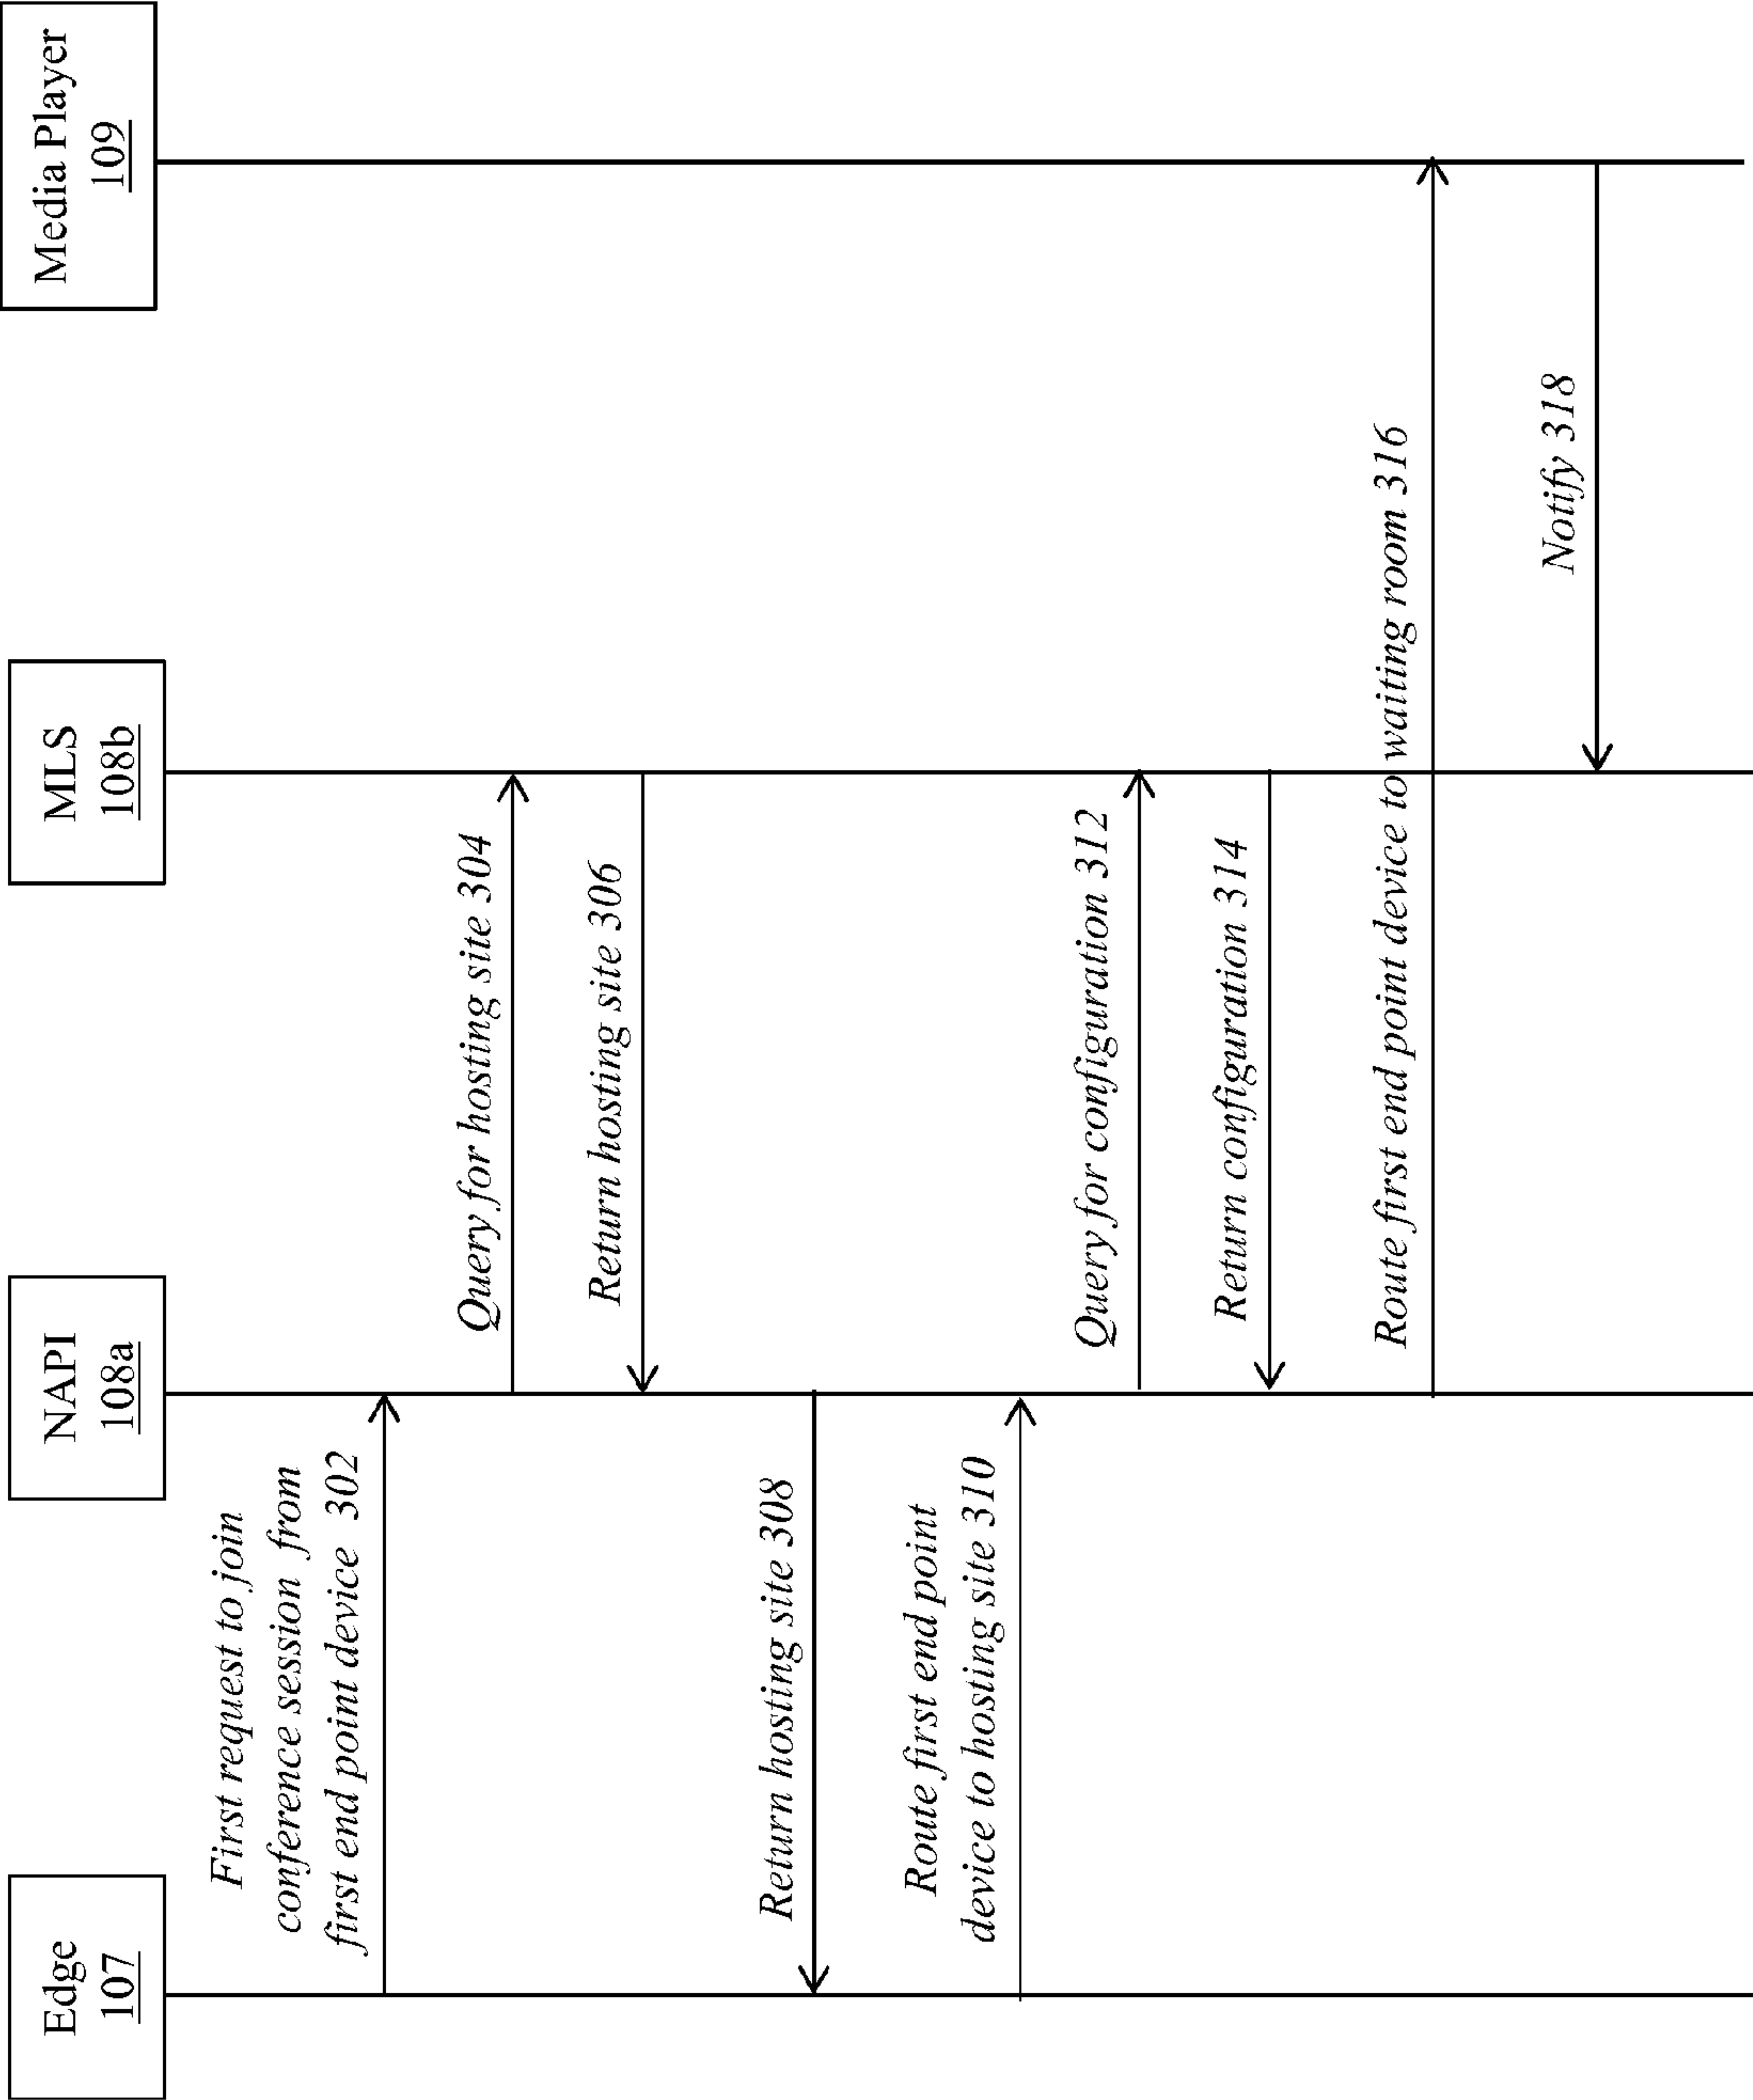 Edge
107
NAPI
108a
MLS
108b
Media Player
109
First request to join
conference session from
first end point device 302
Query for hosting site 304
Return hosting site 306
Return hosting site 308
Route first end point
device to hosting site 310
Query for configuration 312
Return configuration 314
Route first end point device to waiting room 316
Notify 318